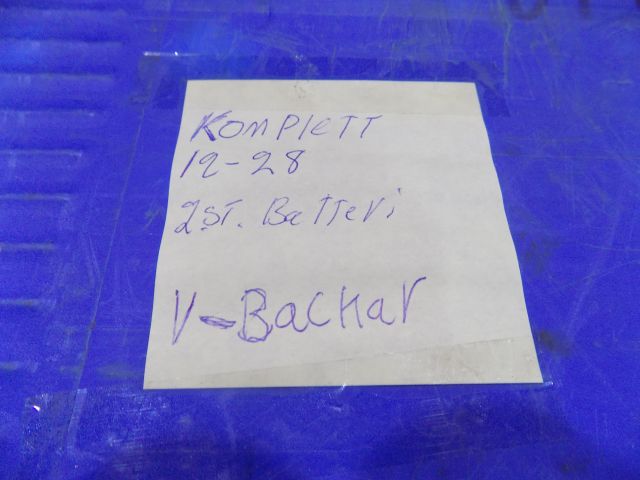 Komplett
12-28
2st. Batteri
V-Backar